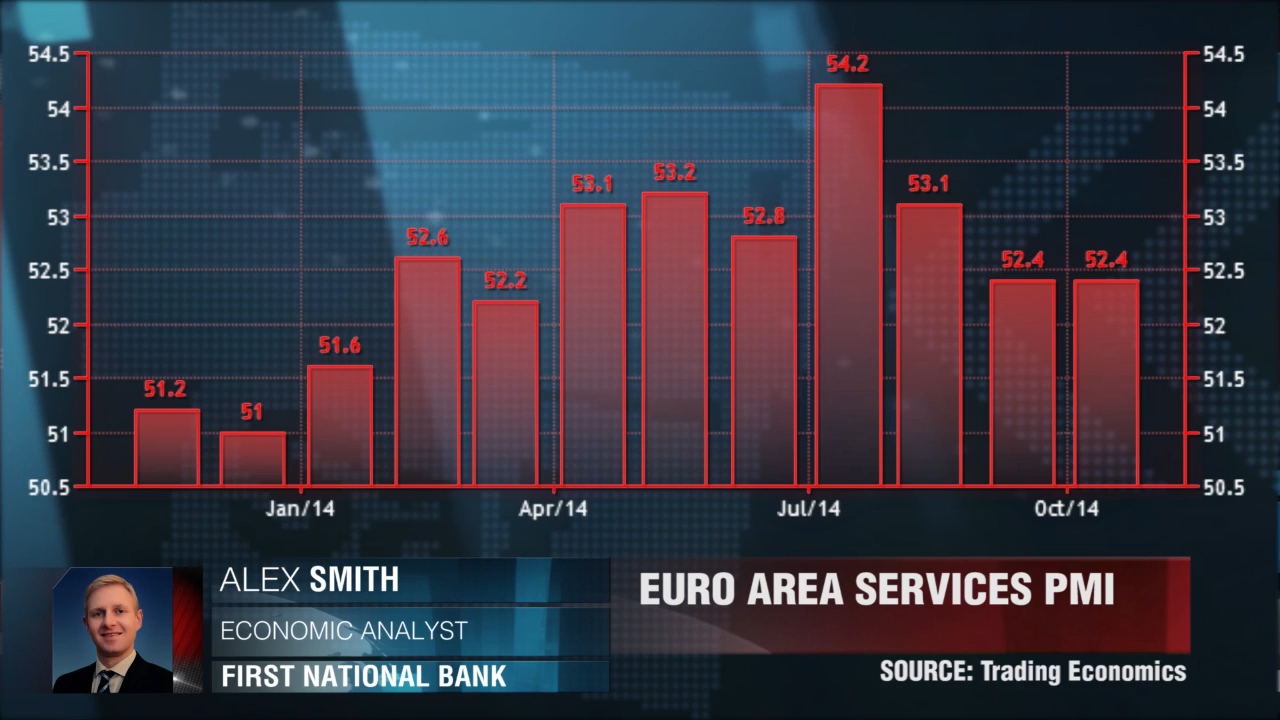 54.2
54.5 54.5
54 54
53.5 53.5
53.1 53.2 53.1
53 52.8 53
52.6
52.5 52.2 52.4 52.4 52.5
52 52
51.6
51.5 51.2 51.5
51 51 51
50.5 50.5
Jan/14 Apr/14 Jul/14 Oct/14
ALEX SMITH
ECONOMIC ANALYST
FIRST NATIONAL BANK
EURO AREA SERVICES PMI
SOURCE: Trading Economics